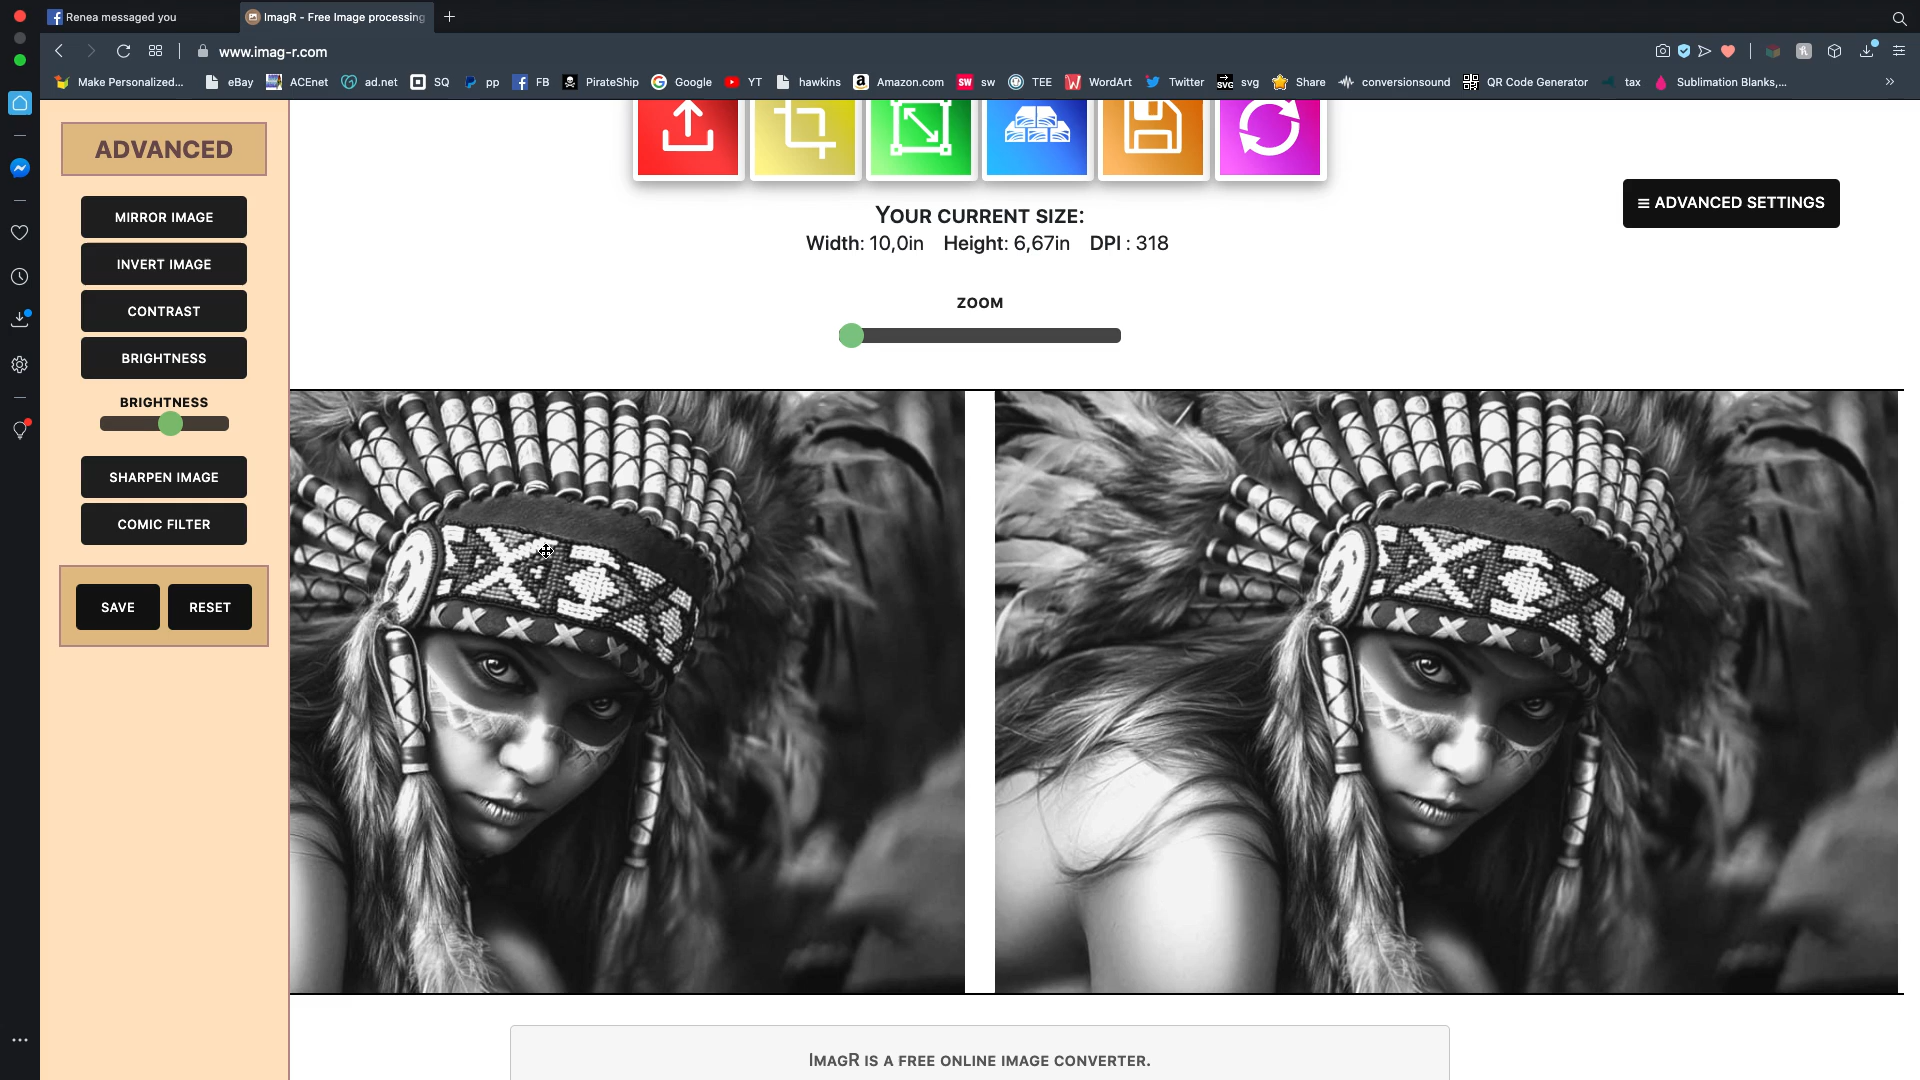 Renea messaged you
ImagR - Free Image processing
www.imag-r.com
Make Personalized...
eBay
ACEnet
ad.net
SQ
pp
FB
PirateShip
Google
YT
hawkins
Amazon.com
SW sw
TEE
WordArt
Twitter
SVG svg
Share
conversionsound
QR Code Generator
tax
Sublimation Blanks,...
ADVANCED
MIRROR IMAGE
INVERT IMAGE
CONTRAST
BRIGHTNESS
BRIGHTNESS
SHARPEN IMAGE
COMIC FILTER
SAVE RESET
YOUR CURRENT SIZE:
Width: 10,0in Height: 6,67in DPI : 318
≡ ADVANCED SETTINGS
ZOOM
IMAGR IS A FREE ONLINE IMAGE CONVERTER.